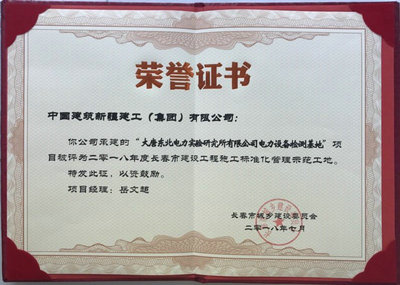 荣誉证书
中国建筑新疆建工（集团）有限公司：
你公司承建的“大唐东北电力实验研究所有限公司电力设备检测基地”项
目被评为二零一八年度长春市建设工程施工标准化管理示范工地。
特发此证，以资鼓励。
项目经理：岳文超
长春市城乡建设委员会
二零一八年七月